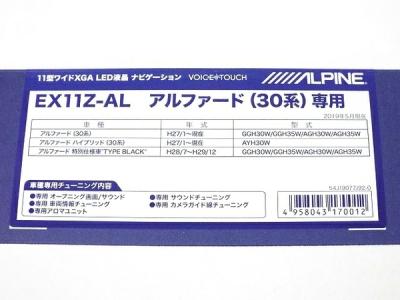 11型ワイドXGA LED液晶 ナビゲーション VOICE+TOUCH ALPINE
EX11Z-AL アルファード(30系)専用
2019年5月現在
車種 年式 型式
アルファード(30系) H27/1〜現在 GGH30W/GGH35W/AGH30W/AGH35W
アルファード ハイブリッド(30系) H27/1〜現在 AYH30W
アルファード 特別仕様車"TYPE BLACK" H28/7〜H29/12 GGH30W/GGH35W/AGH30W/AGH35W
車種専用チューニング内容
●専用 オープニング画面/サウンド ●専用 サウンドチューニング
●専用 車両情報チューニング ●専用 カメラガイド線チューニング
●専用アロマユニット
4 958043 170012